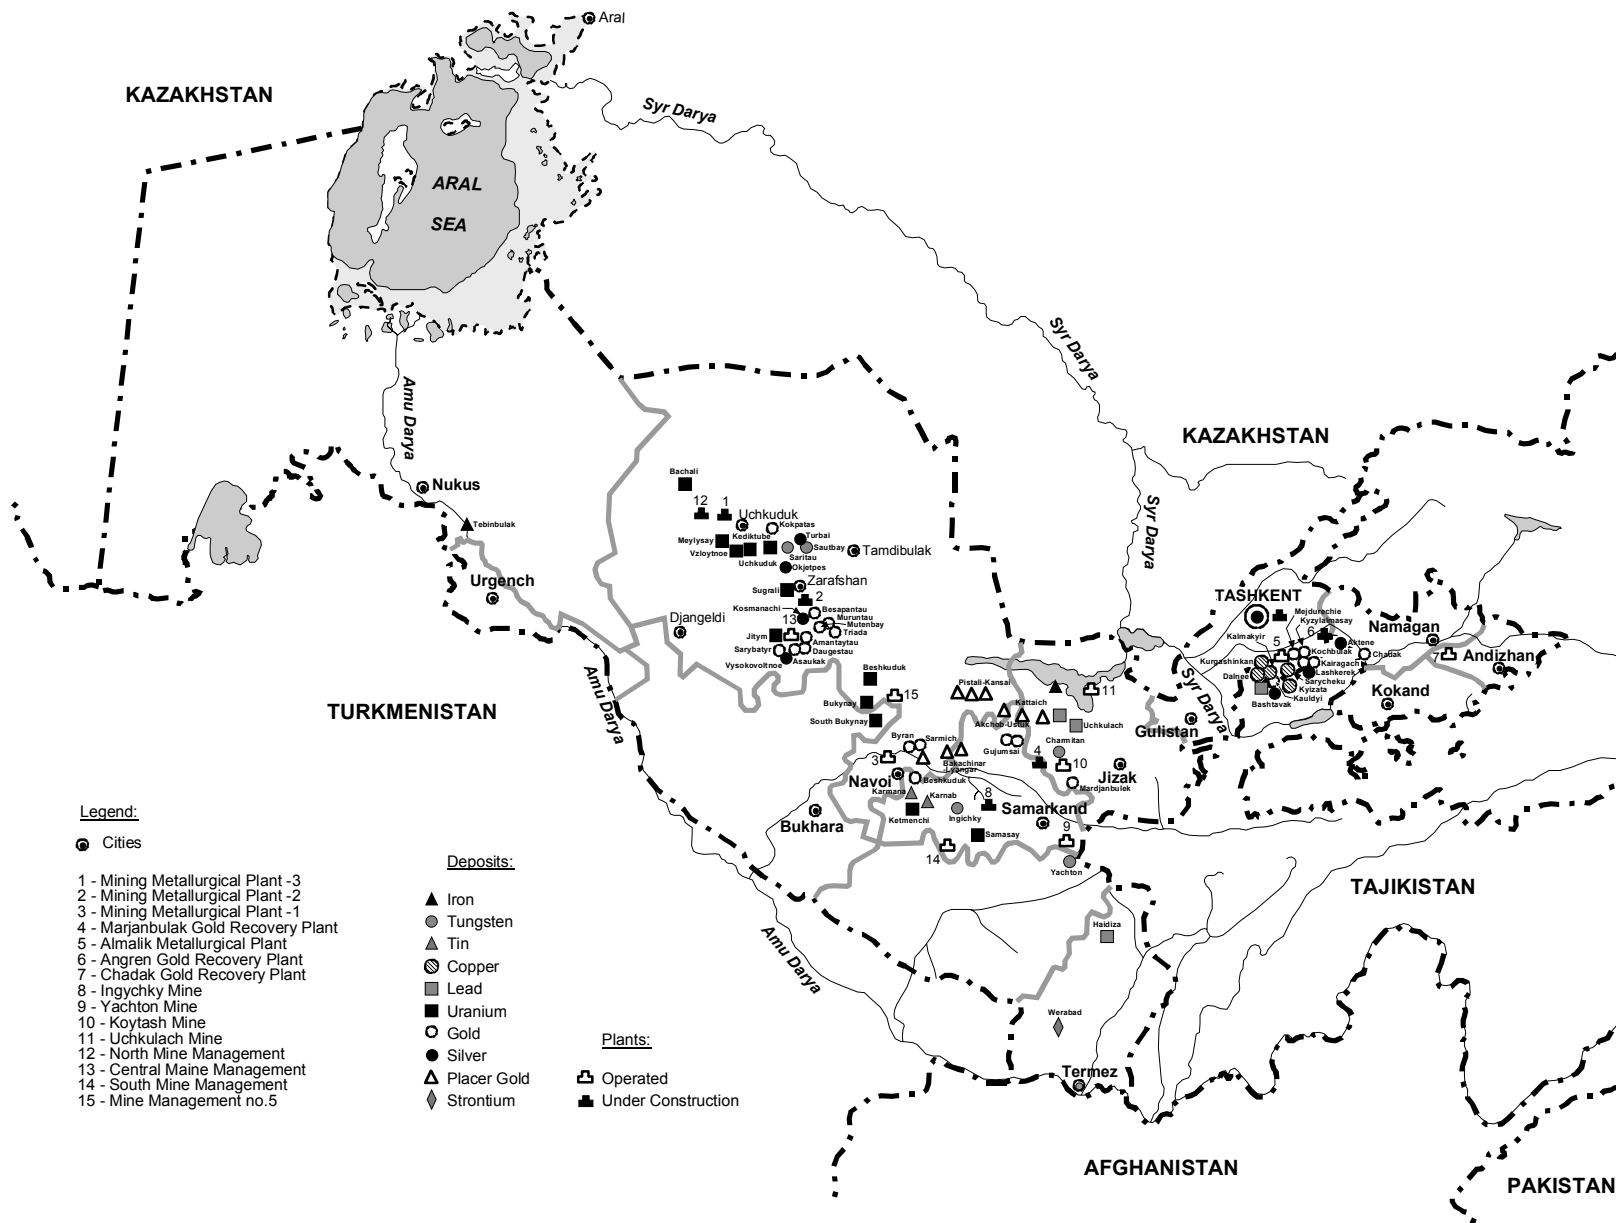 Aral
KAZAKHSTAN
Syr Darya
ARAL
SEA
Syr Darya
Amu Darya
KAZAKHSTAN
Bachali
Nukus
12
1
Uchkuduk
Syr Darya
Tebinbulak
Kokpatas
Turbai
Meylysay
Kediktube
Sautbay
Tamdibulak
Vzloytnoe
Saritau
Uchkuduk
Okjetpes
Urgench
Sugrali
Zarafshan
2
TASHKENT
Kosmanachi
Besapantau
Mejdurechie
Muruntau
Kyzylalmasay
Djangeldi
13
Mutenbay
Kalmakyir
6
Namagan
Jitym
Triada
5
Aktene
Amantaytau
Kochbulak
Chadak
7
Andizhan
Sarybatyr
Daugestau
Kurgashinkan
Kairagach
Vysokovoltnoe
Asaukak
Beshkuduk
Dalnee
Lashkerek
Sarycheku
Pistali-Kansai
Kyizata
Kokand
15
11
Bashtavak
Kauldyi
Amu Darya
Bukynay
Kattaich
Syr Darya
TURKMENISTAN
South Bukynay
Akchob-Ustuk
Uchkulach
Gulistan
Byran
Sarmich
Charmitan
Gujumsai
4
3
Bakachinar
-Lyangar
10
Navoi
Beshkuduk
Jizak
Mardjanbulek
Karmana
Karnab
8
Legend:
Bukhara
Ketmenchi
Ingichky
Samarkand
Cities
Samasay
9
14
Deposits:
Yachton
1 - Mining Metallurgical Plant -3
TAJIKISTAN
2 - Mining Metallurgical Plant -2
Iron
3 - Mining Metallurgical Plant -1
4 - Marjanbulak Gold Recovery Plant
Tungsten
Haidiza
5 - Almalik Metallurgical Plant
Tin
6 - Angren Gold Recovery Plant
Copper
Amu Darya
7 - Chadak Gold Recovery Plant
8 - Ingychky Mine
Lead
9 - Yachton Mine
Uranium
Werabad
10 - Koytash Mine
Gold
11 - Uchkulach Mine
Plants:
12 - North Mine Management
Silver
13 - Central Maine Management
Termez
14 - South Mine Management
Placer Gold
Operated
15 - Mine Management no.5
Strontium
Under Construction
AFGHANISTAN
PAKISTAN